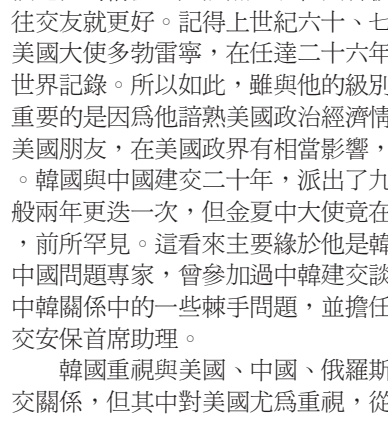 往交友就更好。記得上世紀六十、七
美國大使多勃雷寧，在任達二十六年
世界記錄。所以如此，雖與他的級別
重要的是因爲他諳熟美國政治經濟情
美國朋友，在美國政界有相當影響，
。韓國與中國建交二十年，派出了九
般兩年更迭一次，但金夏中大使竟在
，前所罕見。這看來主要緣於他是韓
中國問題專家，曾參加過中韓建交談
中韓關係中的一些棘手問題，並擔任
交安保首席助理。
韓國重視與美國、中國、俄羅斯
交關係，但其中對美國尤爲重視，從